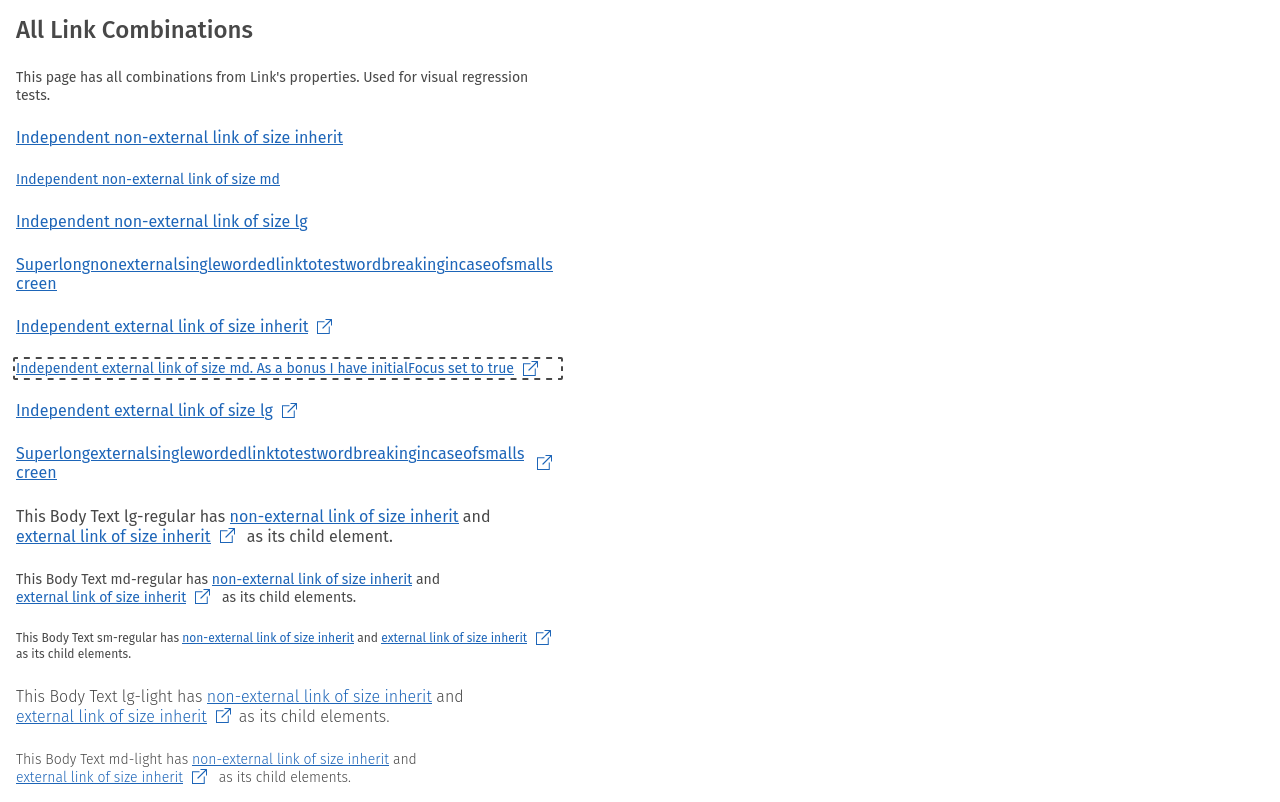 All Link Combinations
This page has all combinations from Link's properties. Used for visual regression
tests.
Independent non-external link of size inherit
Independent non-external link of size md
Independent non-external link of size lg
Superlongnonexternalsinglewordedlinktotestwordbreakingincaseofsmalls
creen
Independent external link of size inherit
Independent external link of size md. As a bonus I have initialFocus set to true
Independent external link of size lg
Superlongexternalsinglewordedlinktotestwordbreakingincaseofsmalls
creen
This Body Text lg-regular has non-external link of size inherit and
external link of size inherit as its child element.
This Body Text md-regular has non-external link of size inherit and
external link of size inherit as its child elements.
This Body Text sm-regular has non-external link of size inherit and external link of size inherit
as its child elements.
This Body Text lg-light has non-external link of size inherit and
external link of size inherit as its child elements.
This Body Text md-light has non-external link of size inherit and
external link of size inherit as its child elements.